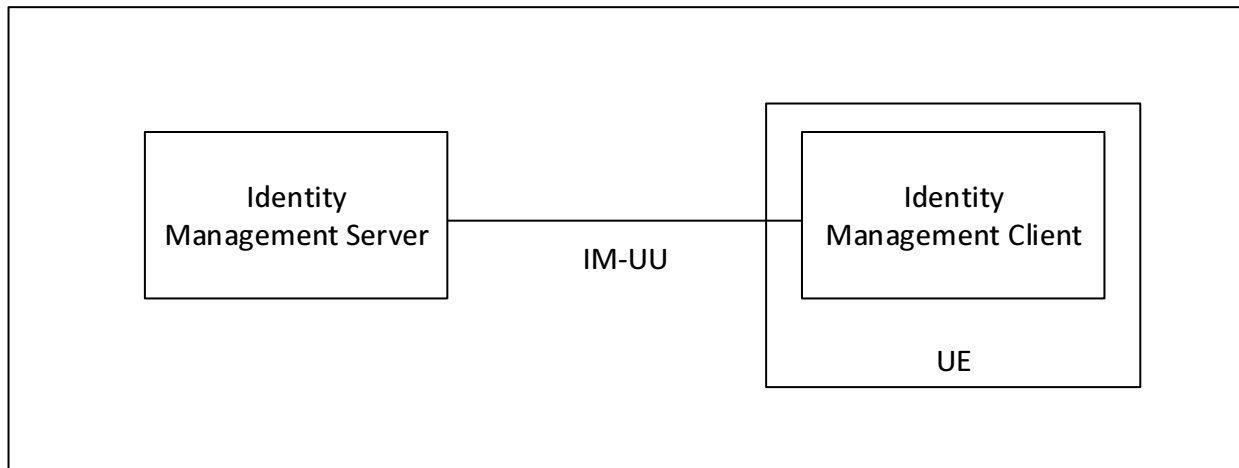 Identity
Management Server
IM-UU
Identity
Management Client
UE